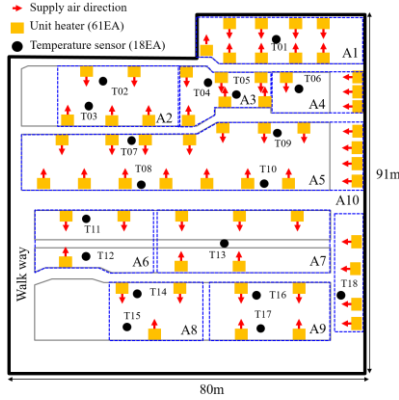 Supply air direction
Unit heater (61EA)
Temperature sensor (18EA)
T01
A1
T02
T04
T05
T06
T03
A2
A3
A4
T07
T09
T08
T10
A5
91m
A10
T11
T12
A6
T13
A7
Walk way
T14
T16
T18
T15
A8
T17
A9
80m